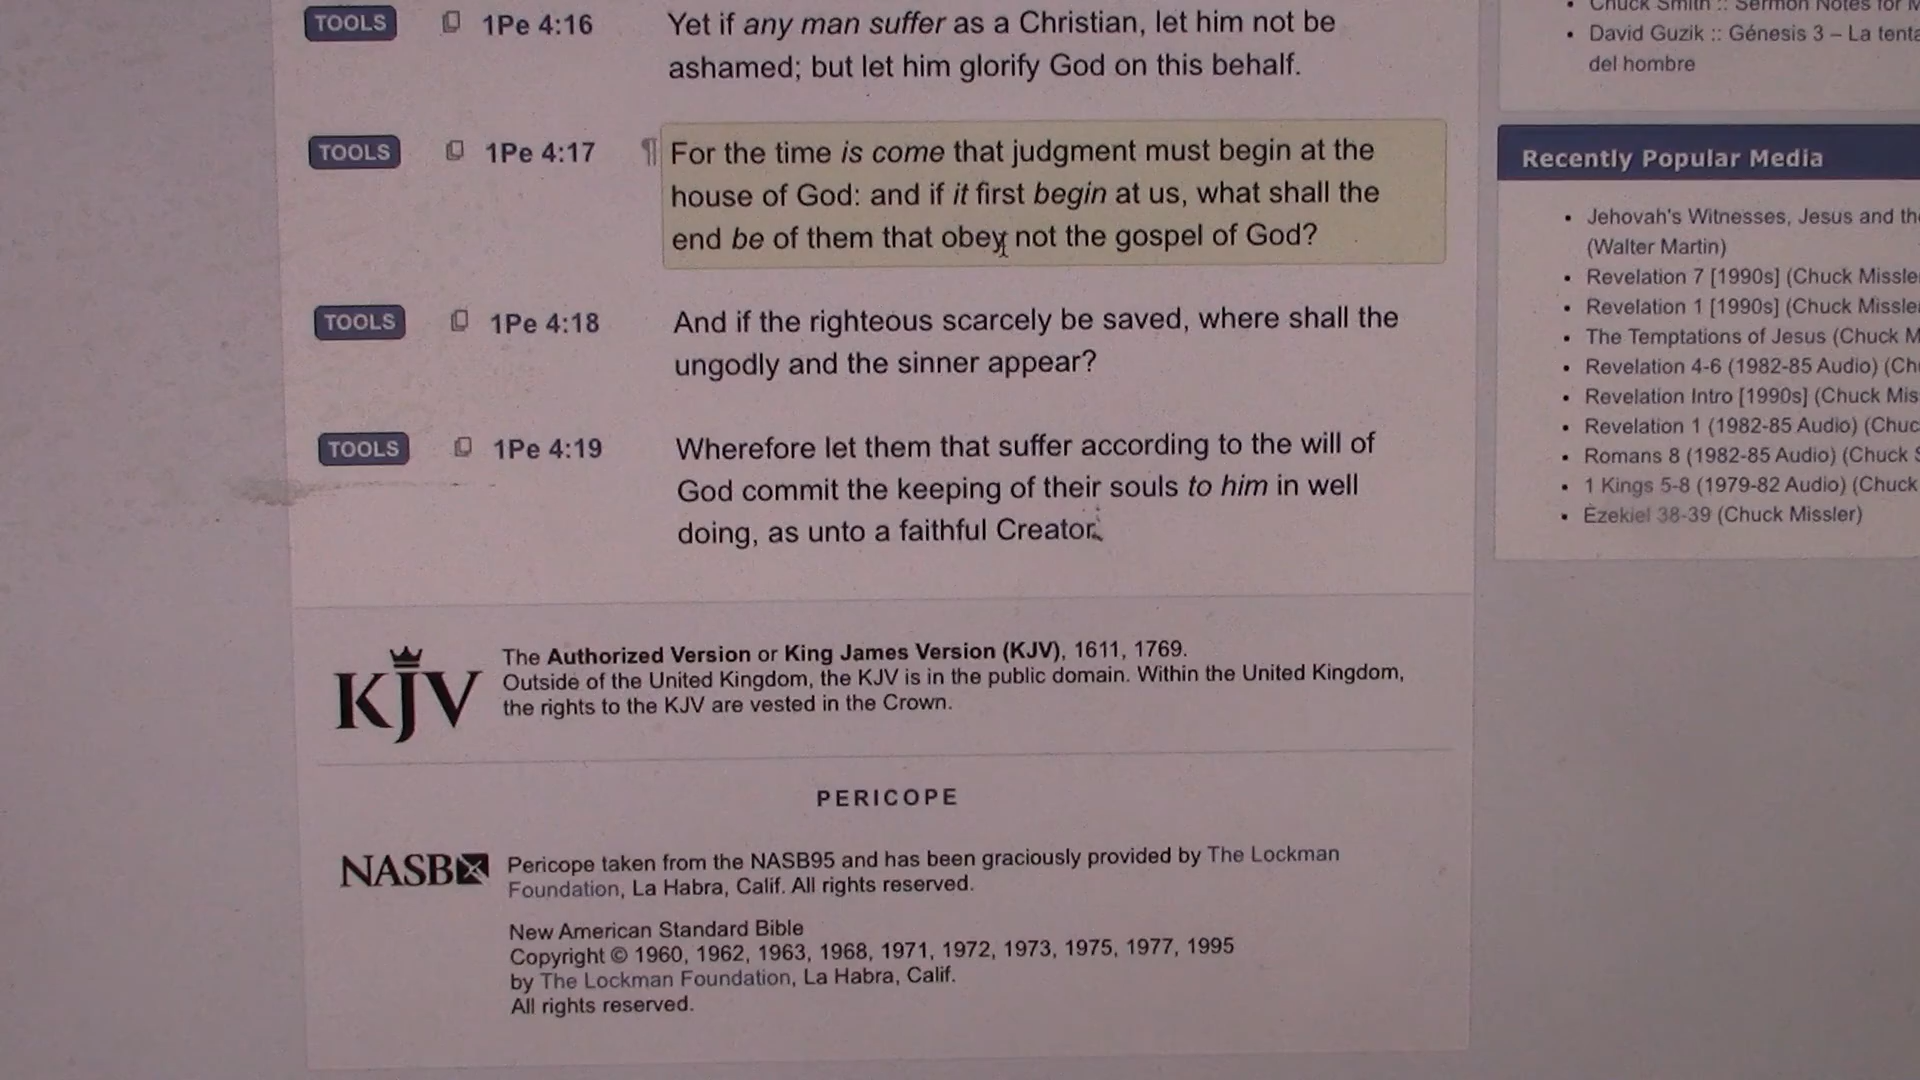 TOOLS 1Pe 4:16 Yet if any man suffer as a Christian, let him not be
ashamed; but let him glorify God on this behalf.
TOOLS 1Pe 4:17 ¶ For the time is come that judgment must begin at the
house of God: and if it first begin at us, what shall the
end be of them that obey not the gospel of God?
TOOLS 1Pe 4:18 And if the righteous scarcely be saved, where shall the
ungodly and the sinner appear?
TOOLS 1Pe 4:19 Wherefore let them that suffer according to the will of
God commit the keeping of their souls to him in well
doing, as unto a faithful Creator.
KJV
The Authorized Version or King James Version (KJV), 1611, 1769.
Outside of the United Kingdom, the KJV is in the public domain. Within the United Kingdom,
the rights to the KJV are vested in the Crown.
PERICOPE
NASB
Pericope taken from the NASB95 and has been graciously provided by The Lockman
Foundation, La Habra, Calif. All rights reserved.
New American Standard Bible
Copyright © 1960, 1962, 1963, 1968, 1971, 1972, 1973, 1975, 1977, 1995
by The Lockman Foundation, La Habra, Calif.
All rights reserved.
Chuck Smith :: Sermon Notes for
David Guzik :: Génesis 3 – La
del hombre
Recently Popular Media
Jehovah's Witnesses, Jesus and
(Walter Martin)
Revelation 7 [1990s] (Chuck
Revelation 1 [1990s] (Chuck
The Temptations of Jesus (Chuck
Revelation 4-6 (1982-85 Audio)
Revelation Intro [1990s] (Chuck
Revelation 1 (1982-85 Audio)
Romans 8 (1982-85 Audio) (Chuck
1 Kings 5-8 (1979-82 Audio) (Chuck
Ezekiel 38-39 (Chuck Missler)